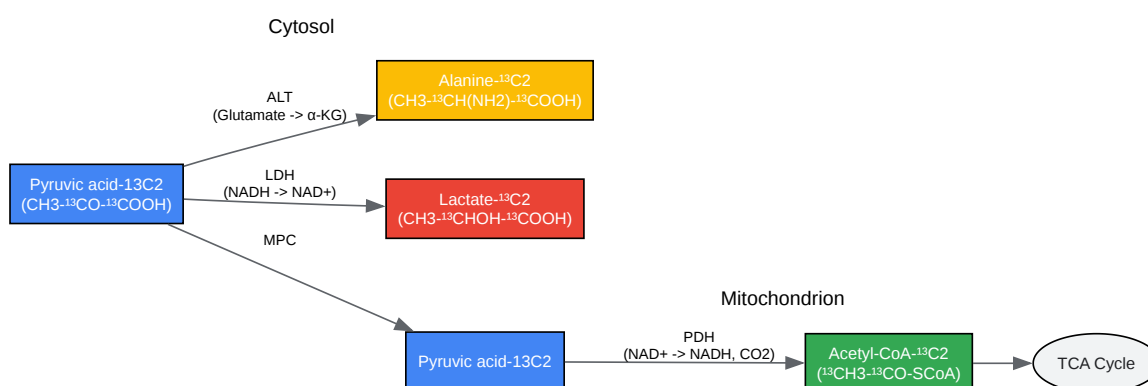 Cytosol
Alanine-¹³C2
(CH3-¹³CH(NH2)-¹³COOH)
ALT
(Glutamate -> α-KG)
Pyruvic acid-13C2
(CH3-¹³CO-¹³COOH)
LDH
(NADH -> NAD+)
Lactate-¹³C2
(CH3-¹³CHOH-¹³COOH)
MPC
Mitochondrion
Pyruvic acid-13C2
PDH
(NAD+ -> NADH, CO2)
Acetyl-CoA-¹³C2
(¹³CH3-¹³CO-SCoA)
TCA Cycle